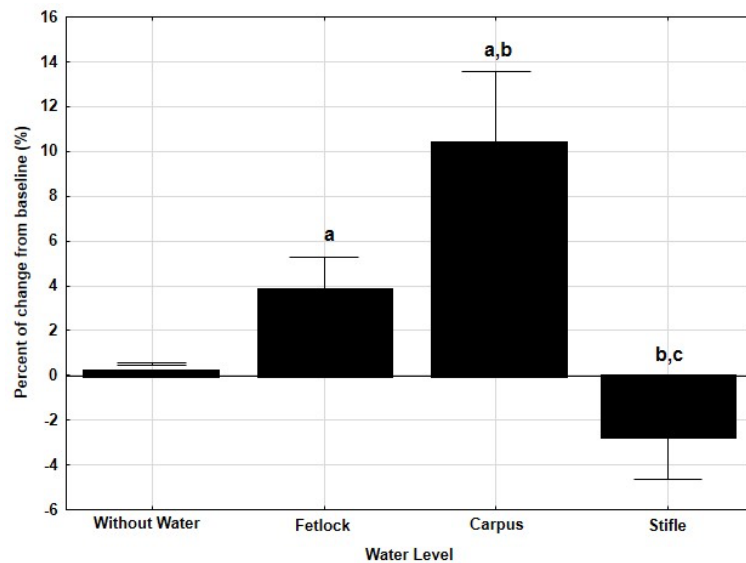 Percent of change from baseline (%)
16
14
12
10
8
6
4
2
0
-2
-4
-6
a
a,b
b,c
Without Water
Fetlock
Carpus
Stifle
Water Level